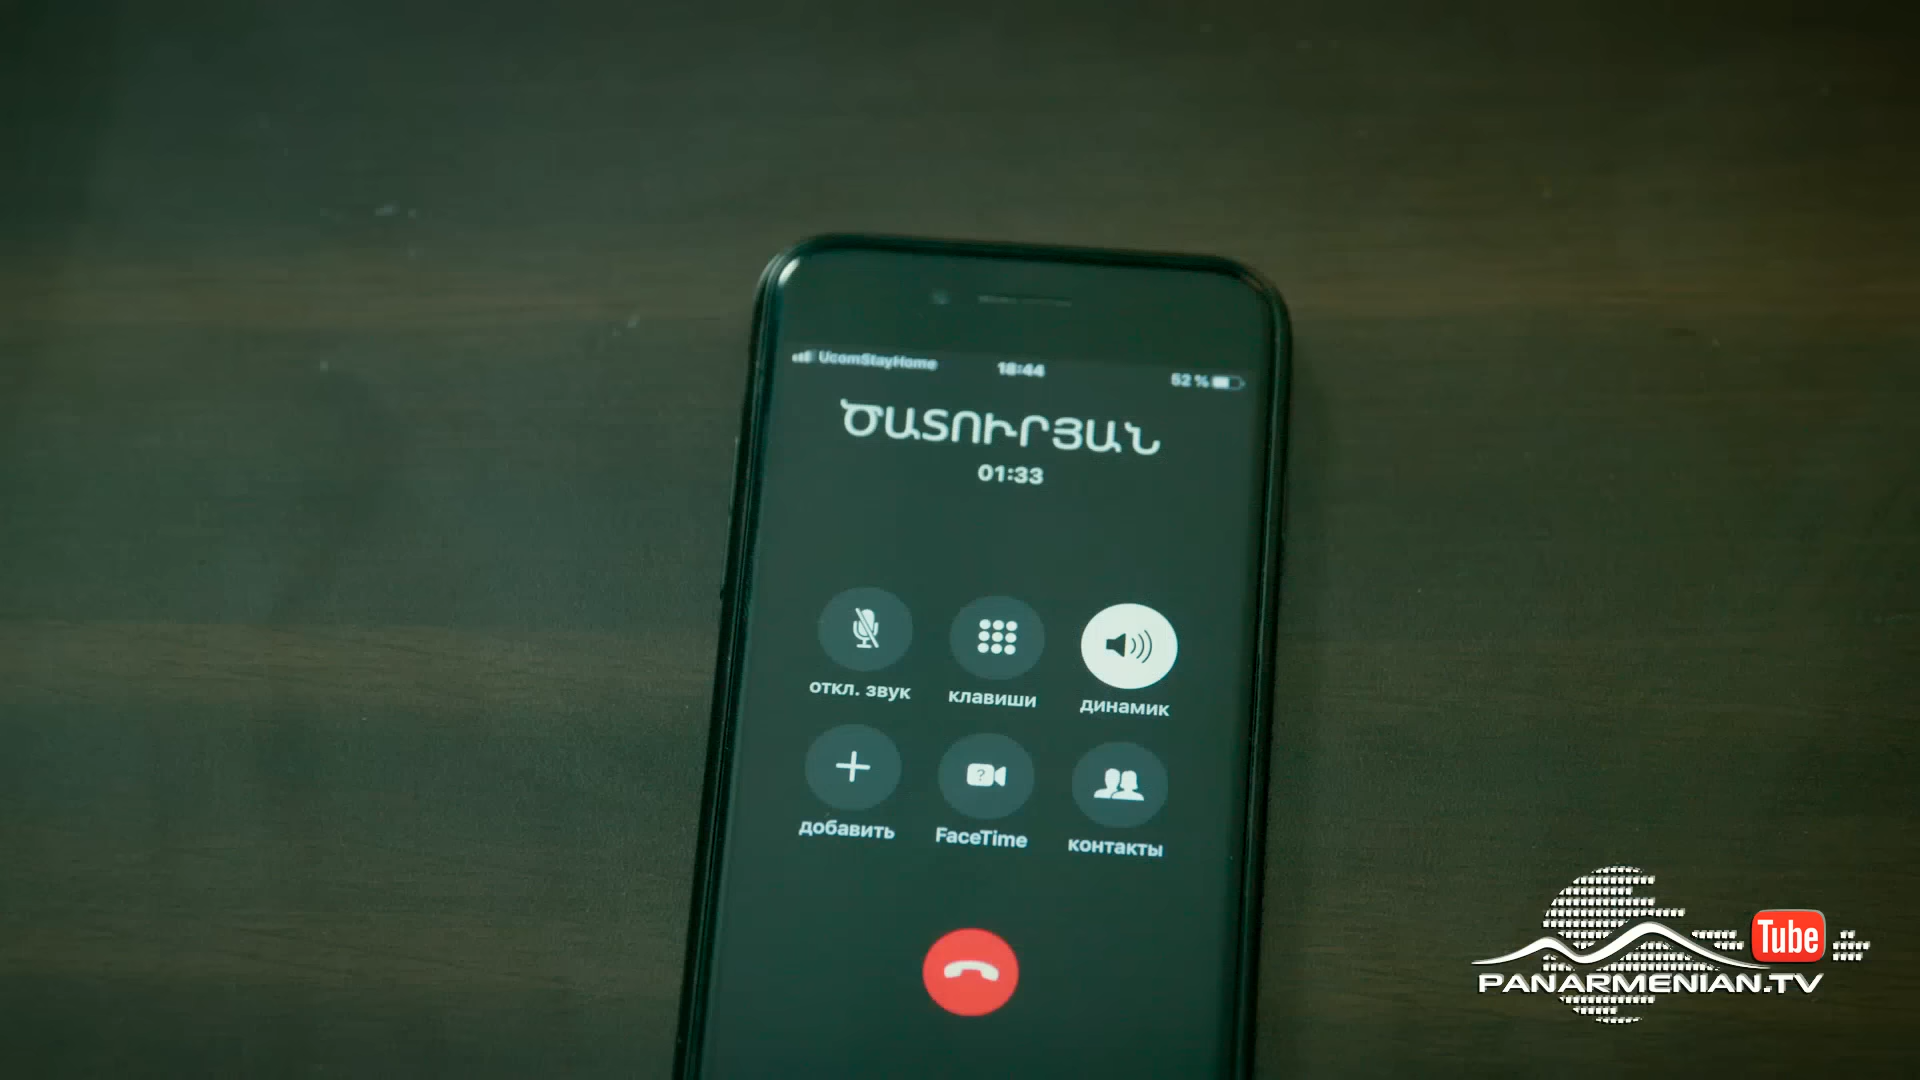 UcomStayHome 18:44 52 %
ԾԱՏՈՒՐՅԱՆ
01:33
откл. звук клавиши динамик
добавить FaceTime контакты
Tube
PANARMENIAN.TV